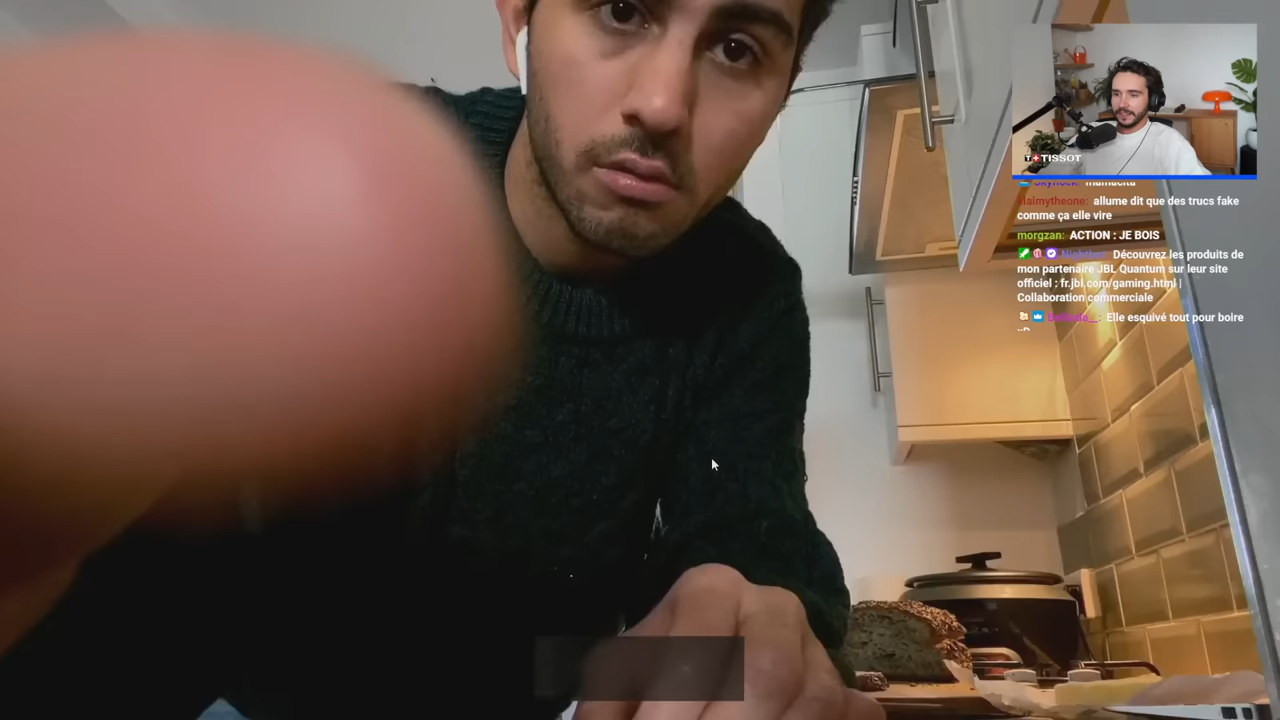 T+TISSOT
mamacita
allume dit que des trucs fake
comme ça elle vire
morgzan: ACTION : JE BOIS
Découvrez les produits de
mon partenaire JBL Quantum sur leur site
officiel : fr.jbl.com/gaming.html |
Collaboration commerciale
Elle esquivé tout pour boire
xD